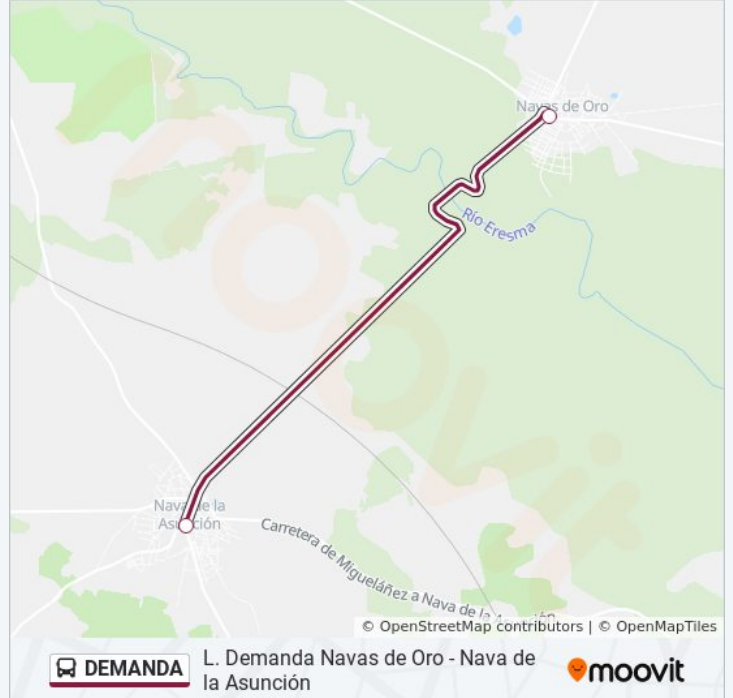 Navas de Oro
Río Eresma
Nava de la
Asunción
Carretera de Migueláñez a Nava de la Asunción
© OpenStreetMap contributors | © OpenMapTiles
DEMANDA
L. Demanda Navas de Oro - Nava de
la Asunción
moovit
moovit